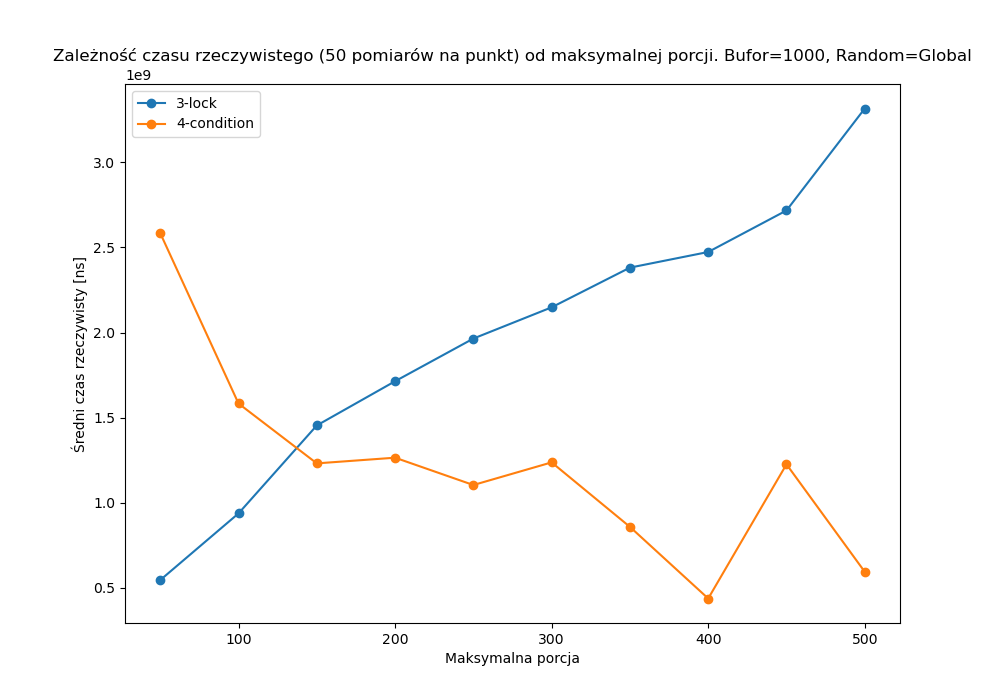 Zależność czasu rzeczywistego (50 pomiarów na punkt) od maksymalnej porcji. Bufor=1000, Random=Global
1e9
3-lock
4-condition
3.0
2.5
2.0
1.5
1.0
0.5
Średni czas rzeczywisty [ns]
100 200 300 400 500
Maksymalna porcja